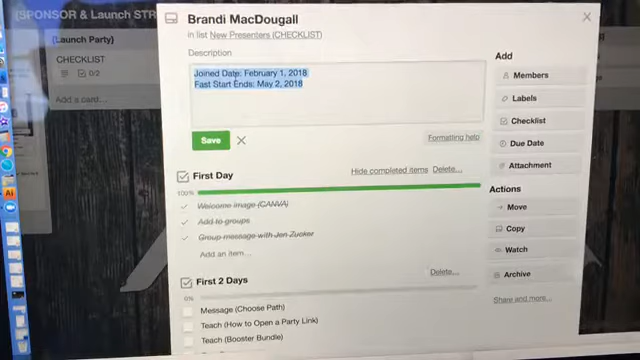 (SPONSOR & Launch STR
(Launch Party}
CHECKLIST
0/2
Add a card...
Brandi MacDougall
in list New Presenters (CHECKLIST)
Description
Joined Date: February 1, 2018
Fast Start Ends: May 2, 2018
Save
Formatting help
First Day
Hide completed items
Delete...
100%
Welcome image (CANVA)
Add to groups
Group message with Jen Zucker
Add an item...
First 2 Days
Delete...
0%
Message (Choose Path)
Teach (How to Open a Party Link)
Teach (Booster Bundle)
Add
Members
Labels
Checklist
Due Date
Attachment
Actions
Move
Copy
Watch
Archive
Share and more...